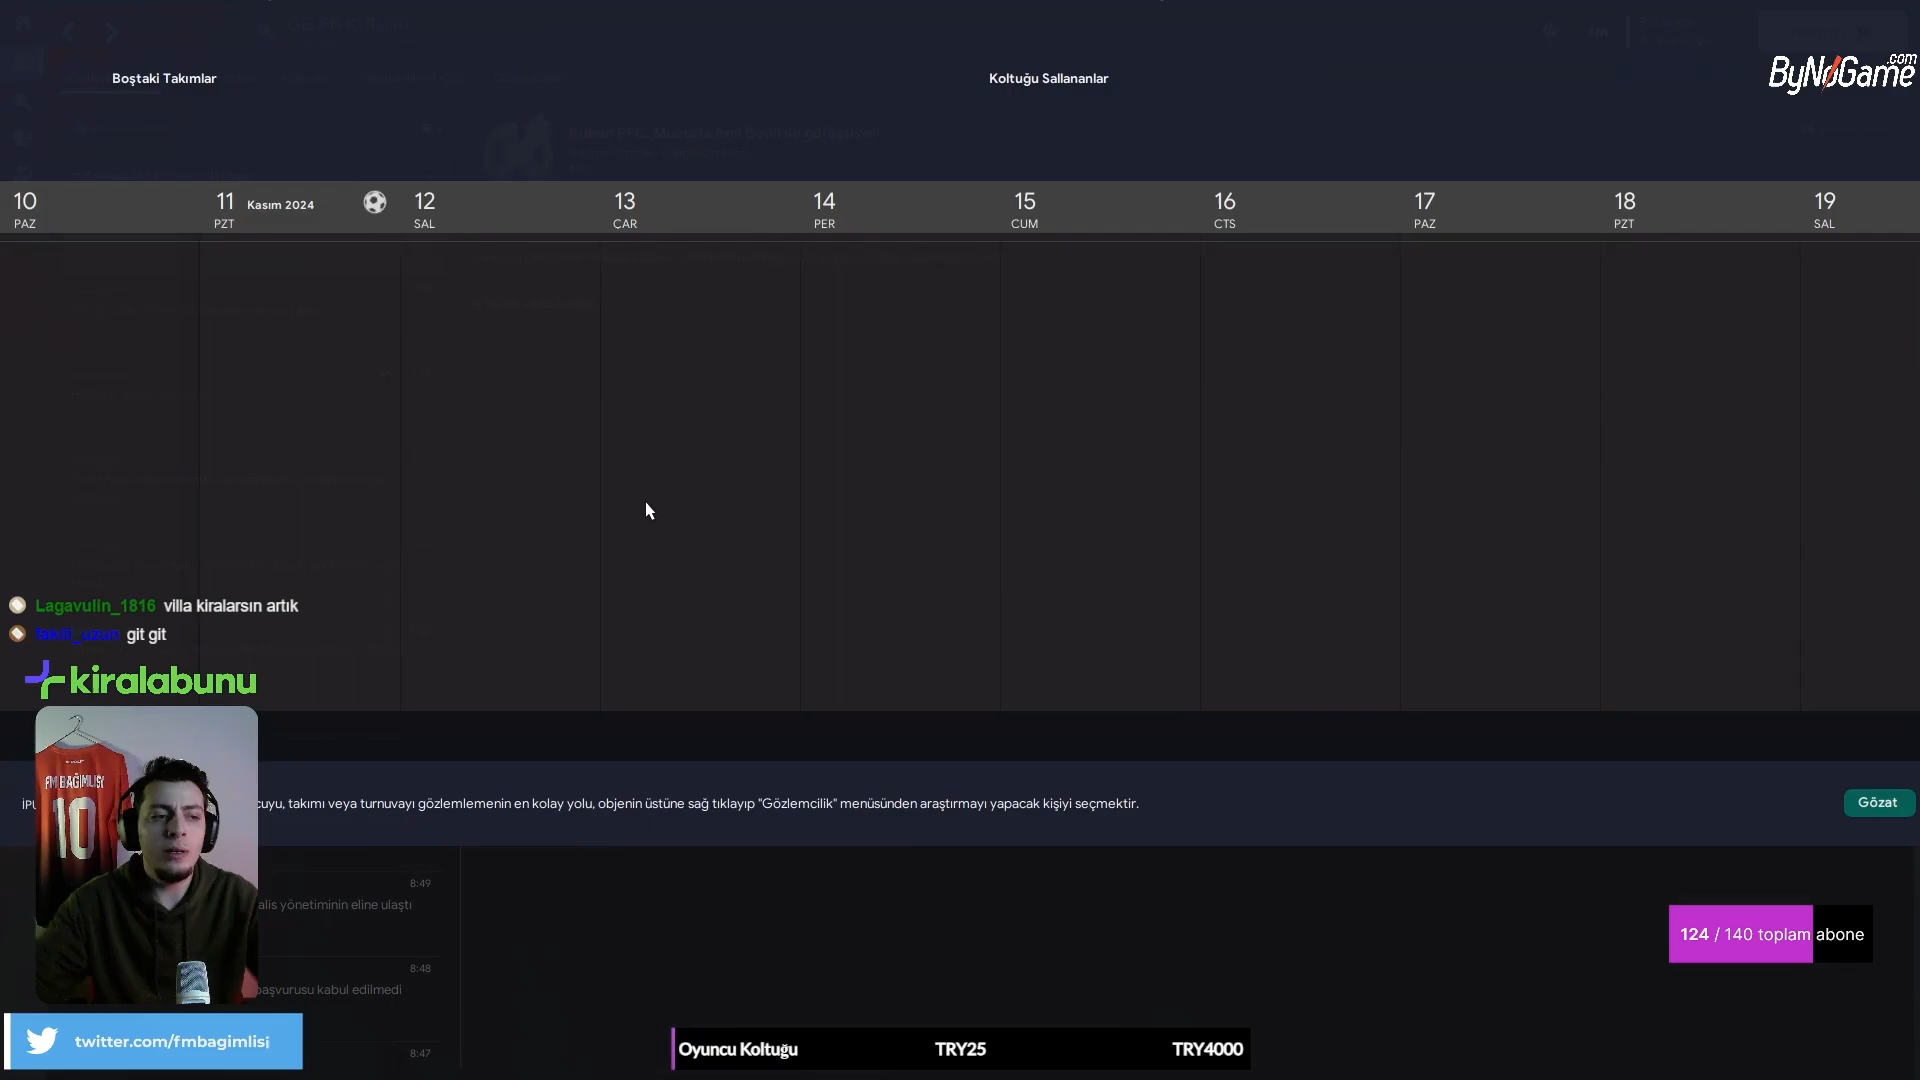 Boştaki Takımlar
Koltuğu Sallananlar
ByNoGame.com
10 PAZ
11 PZT Kasım 2024
12 SAL
13 ÇAR
14 PER
15 CUM
16 CTS
17 PAZ
18 PZT
19 SAL
Lagavulin_1816 villa kiralarsın artık
git git
kiralabunu
FM BAĞIMLISI
10
İPU
cuyu, takımı veya turnuvayı gözlemlemenin en kolay yolu, objenin üstüne sağ tıklayıp "Gözlemcilik" menüsünden araştırmayı yapacak kişiyi seçmektir.
Gözat
8:49
alis yönetiminin eline ulaştı
8:48
başvurusu kabul edilmedi
8:47
124 / 140 toplam abone
twitter.com/fmbagimlisi
Oyuncu Koltuğu TRY25 TRY4000